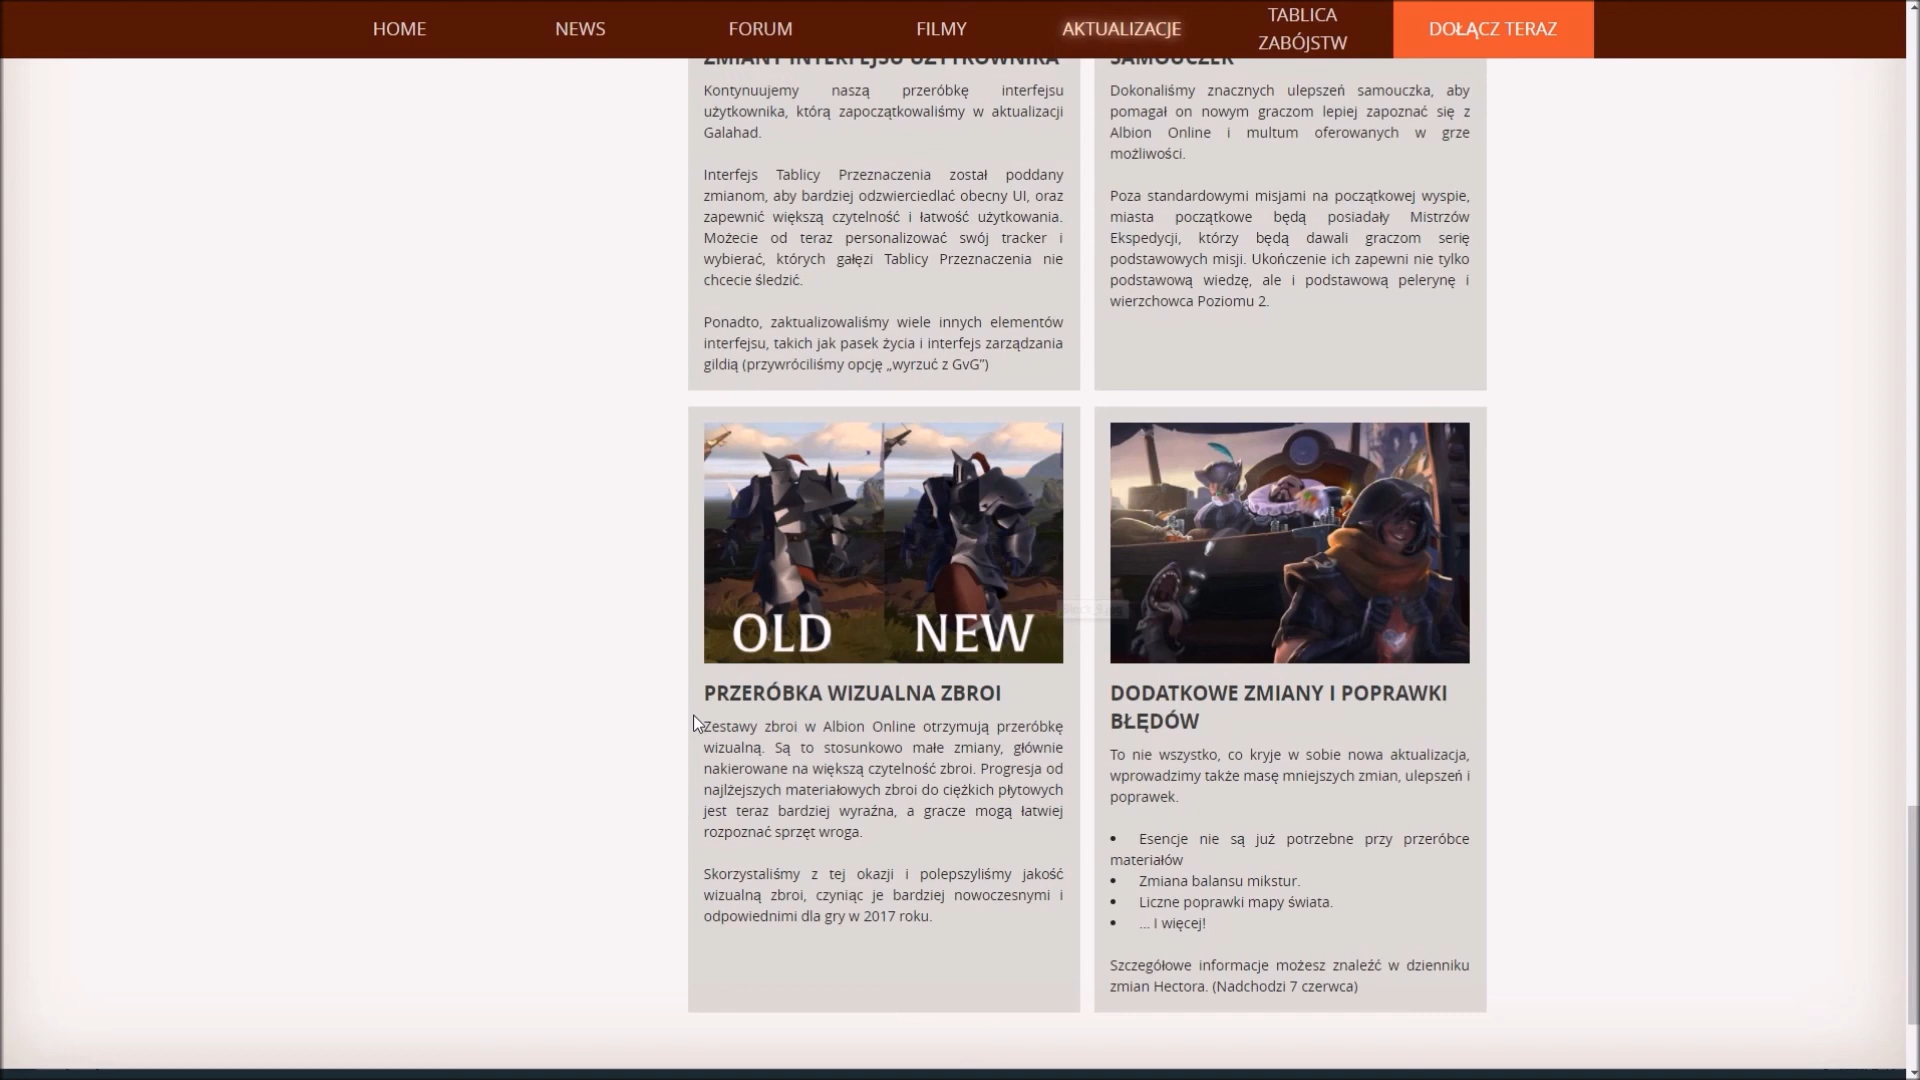 HOME
NEWS
FORUM
FILMY
AKTUALIZACJE
TABLICA
ZABÓJSTW
DOŁĄCZ TERAZ
ZMIANY INTERFEJSU UŻYTKOWNIKA
Kontynuujemy naszą przeróbkę interfejsu
użytkownika, którą zapoczątkowaliśmy w aktualizacji
Galahad.
Interfejs Tablicy Przeznaczenia został poddany
zmianom, aby bardziej odzwierciedlać obecny UI, oraz
zapewnić większą czytelność i łatwość użytkowania.
Możecie od teraz personalizować swój tracker i
wybierać, których gałęzi Tablicy Przeznaczenia nie
chcecie śledzić.
Ponadto, zaktualizowaliśmy wiele innych elementów
interfejsu, takich jak pasek życia i interfejs zarządzania
gildią (przywróciliśmy opcję „wyrzuć z GvG")
SAMOUCZEK
Dokonaliśmy znacznych ulepszeń samouczka, aby
pomagał on nowym graczom lepiej zapoznać się z
Albion Online i multum oferowanych w grze
możliwości.
Poza standardowymi misjami na początkowej wyspie,
miasta początkowe będą posiadały Mistrzów
Ekspedycji, którzy będą dawali graczom serię
podstawowych misji. Ukończenie ich zapewni nie tylko
podstawową wiedzę, ale i podstawową pelerynę i
wierzchowca Poziomu 2.
OLD
NEW
PRZERÓBKA WIZUALNA ZBROI
Zestawy zbroi w Albion Online otrzymują przeróbkę
wizualną. Są to stosunkowo małe zmiany, głównie
nakierowane na większą czytelność zbroi. Progresja od
najlżejszych materiałowych zbroi do ciężkich płytowych
jest teraz bardziej wyraźna, a gracze mogą łatwiej
rozpoznać sprzęt wroga.
Skorzystaliśmy z tej okazji i polepszyliśmy jakość
wizualną zbroi, czyniąc je bardziej nowoczesnymi i
odpowiednimi dla gry w 2017 roku.
DODATKOWE ZMIANY I POPRAWKI
BŁĘDÓW
To nie wszystko, co kryje w sobie nowa aktualizacja,
wprowadzimy także masę mniejszych zmian, ulepszeń i
poprawek.
• Esencje nie są już potrzebne przy przeróbce
materiałów
• Zmiana balansu mikstur.
• Liczne poprawki mapy świata.
• ... I więcej!
Szczegółowe informacje możesz znaleźć w dzienniku
zmian Hectora. (Nadchodzi 7 czerwca)